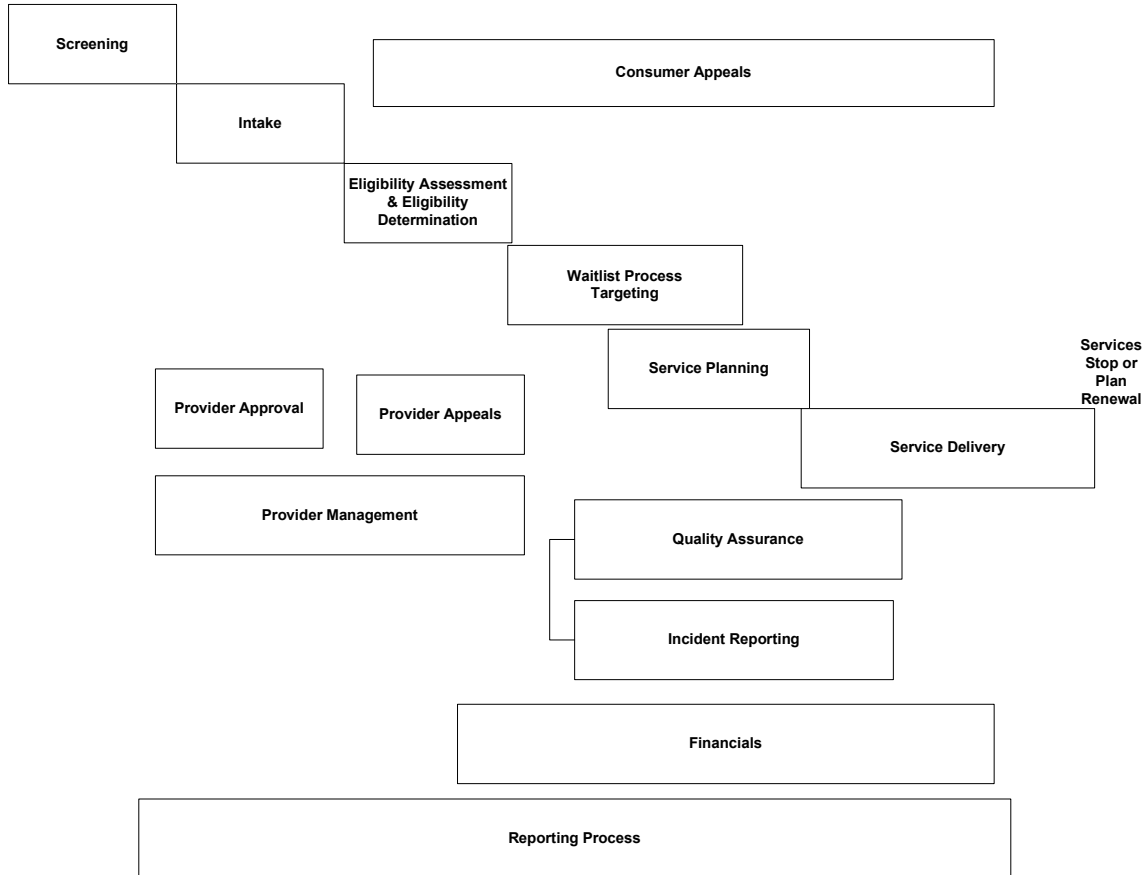 Screening
Consumer Appeals
Intake
Eligibility Assessment
& Eligibility
Determination
Waitlist Process
Targeting
Service Planning
Services
Stop or
Plan
Renewal
Provider Approval
Provider Appeals
Service Delivery
Provider Management
Quality Assurance
Incident Reporting
Financials
Reporting Process